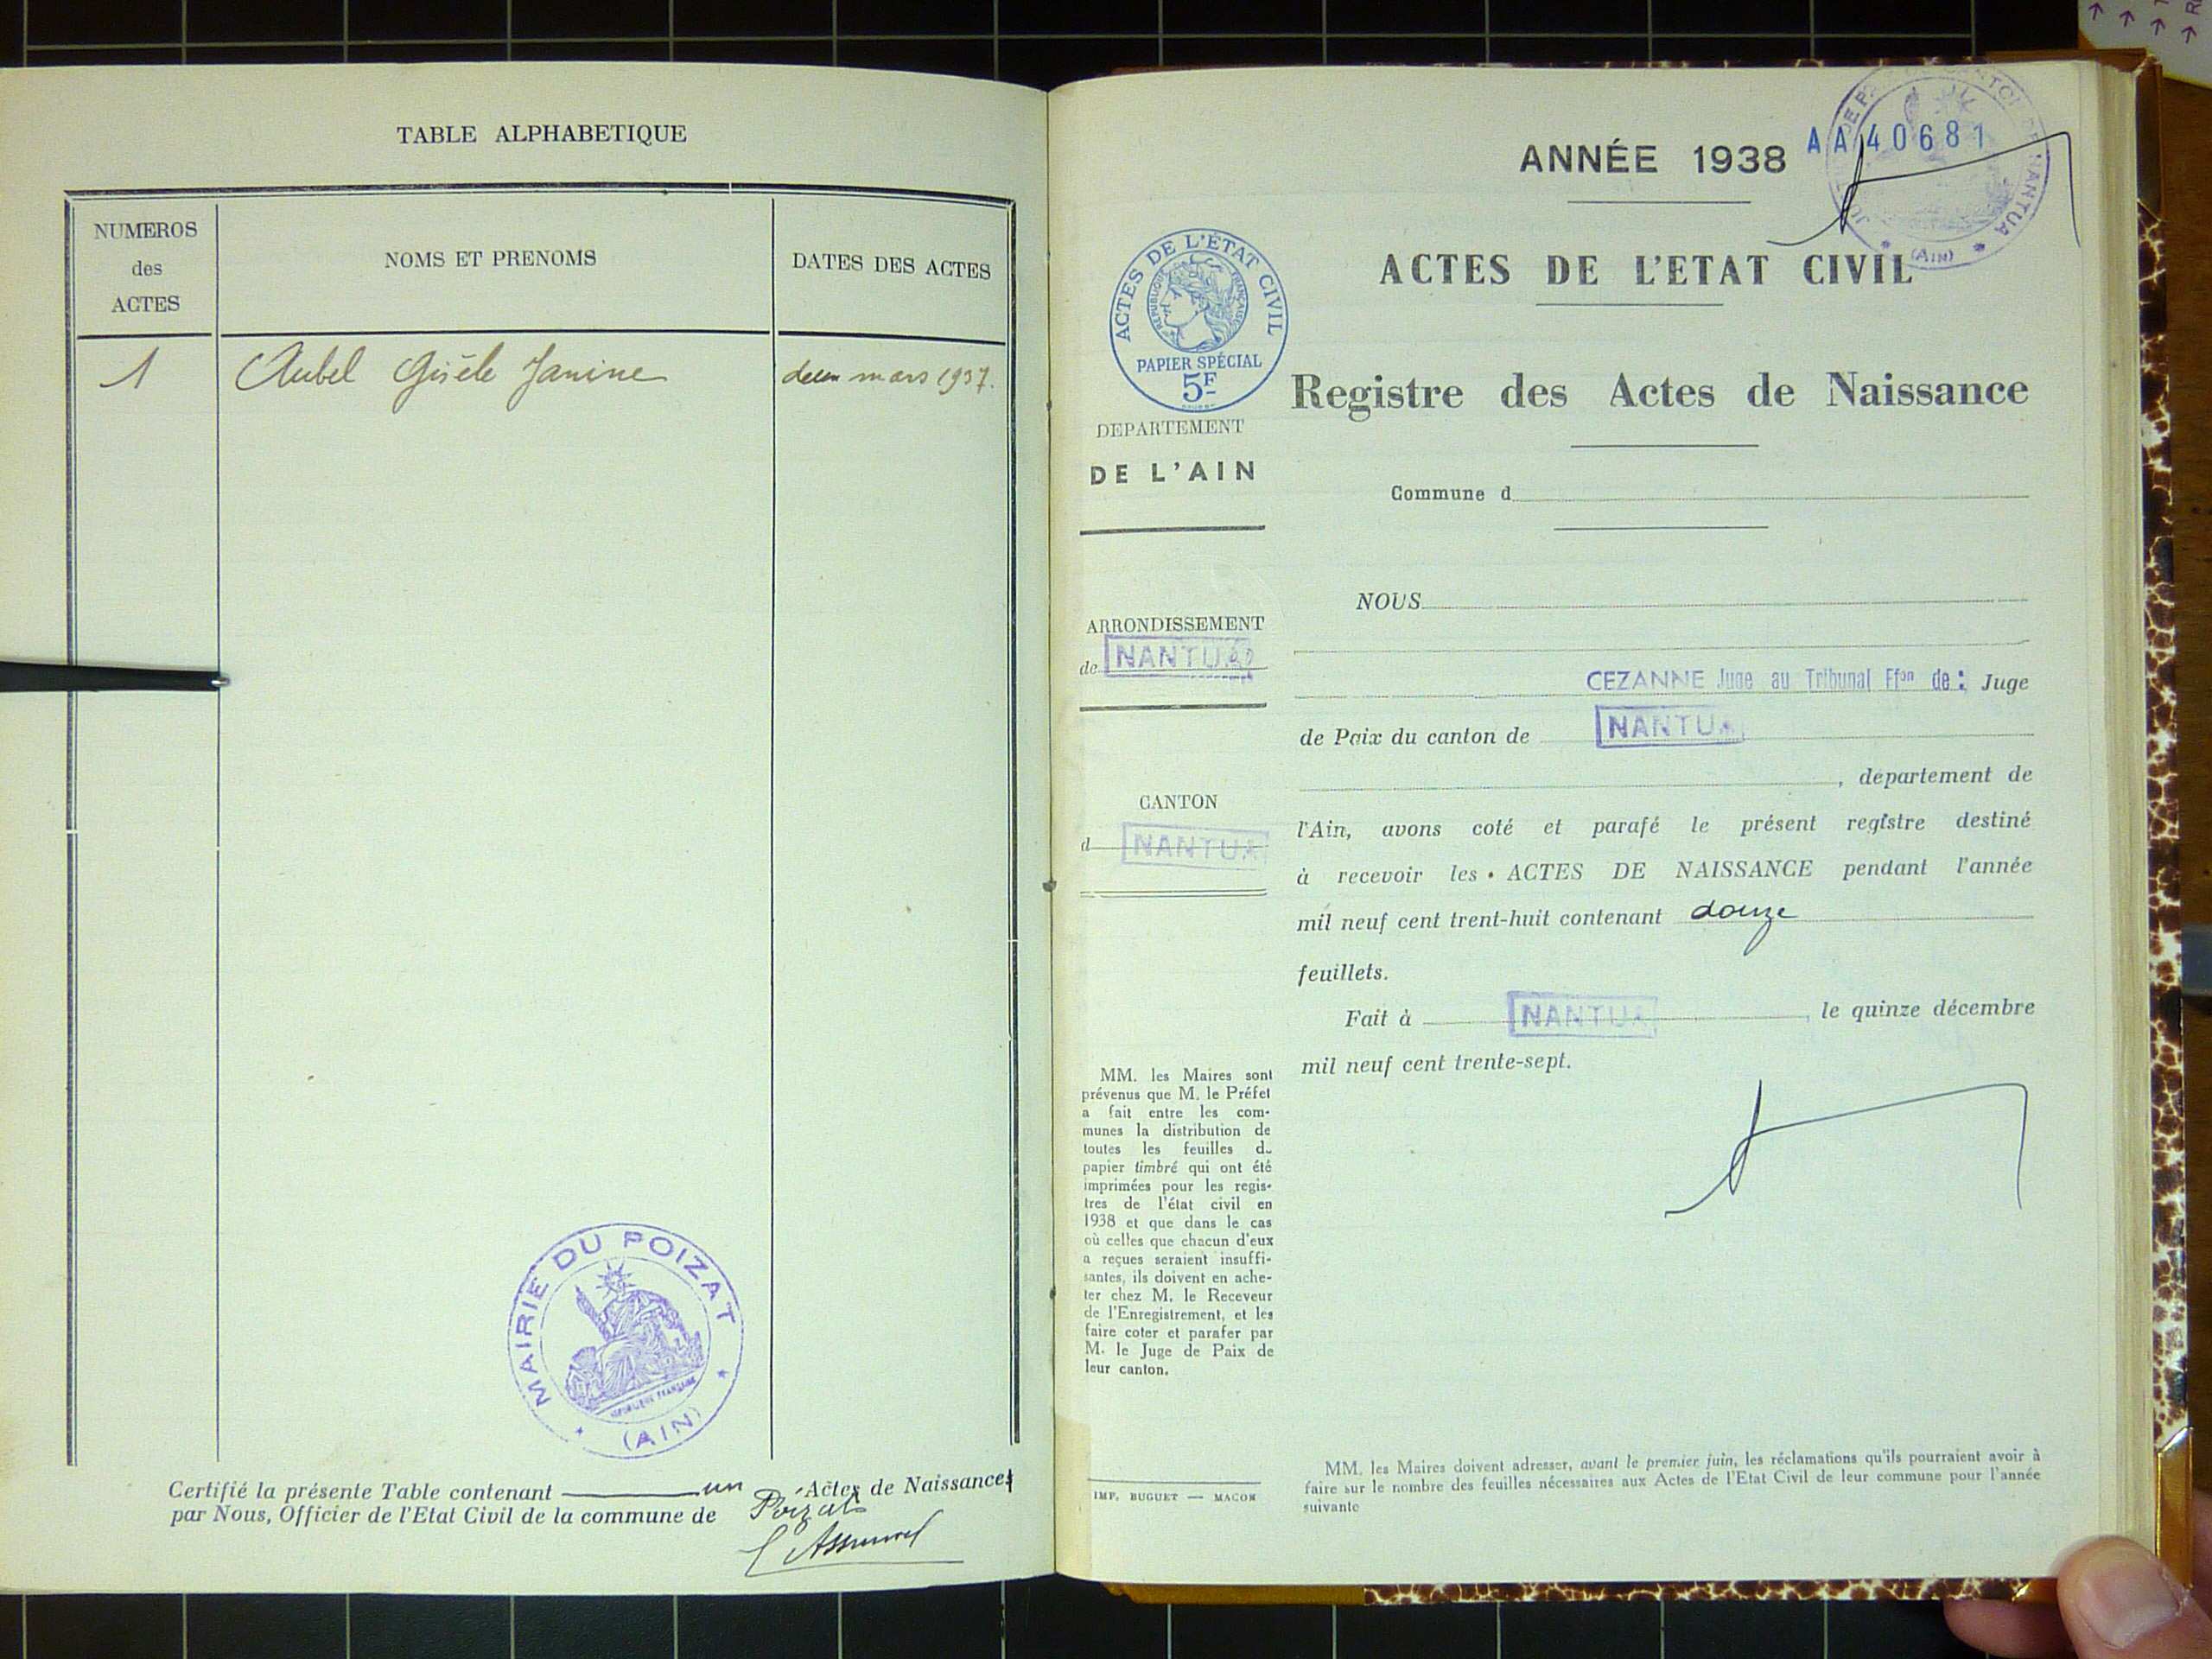 TABLE ALPHABETIQUE
NUMEROS
des
ACTES
NOMS ET PRENOMS
DATES DES ACTES
1 Aubel Gisèle Janine deux mars 1937.
MAIRIE DU POIZAT
REPUBLIQUE FRANÇAISE
(AIN)
Certifié la présente Table contenant un Actes de Naissances
par Nous, Officier de l'Etat Civil de la commune de Poizat
ANNÉE 1938
AA 40681
NANTUA
(AIN)
ACTES DE L'ETAT CIVIL
ACTES DE L'ÉTAT CIVIL
REPUBLIQUE FRANÇAISE
PAPIER SPÉCIAL
5F
Registre des Actes de Naissance
DEPARTEMENT
DE L'AIN
Commune d
NOUS
ARRONDISSEMENT
de NANTUA
CEZANNE Juge au Tribunal Ffon de : Juge
de Paix du canton de NANTUA
, département de
CANTON
d NANTUA
l'Ain, avons coté et parafé le présent registre destiné
à recevoir les • ACTES DE NAISSANCE pendant l'année
mil neuf cent trent-huit contenant douze
feuillets.
Fait à NANTUA, le quinze décembre
mil neuf cent trente-sept.
MM. les Maires sont
prévenus que M. le Préfet
a fait entre les com-
munes la distribution de
toutes les feuilles de
papier timbré qui ont été
imprimées pour les regis-
tres de l'état civil en
1938 et que dans le cas
où celles que chacun d'eux
a reçues seraient insuffi-
santes, ils doivent en ache-
ter chez M. le Receveur
de l'Enregistrement, et les
faire coter et parafer par
M. le Juge de Paix de
leur canton.
IMP. BUGUET — MACON
MM. les Maires doivent adresser, avant le premier juin, les réclamations qu'ils pourraient avoir à
faire sur le nombre des feuilles nécessaires aux Actes de l'Etat Civil de leur commune pour l'année
suivante